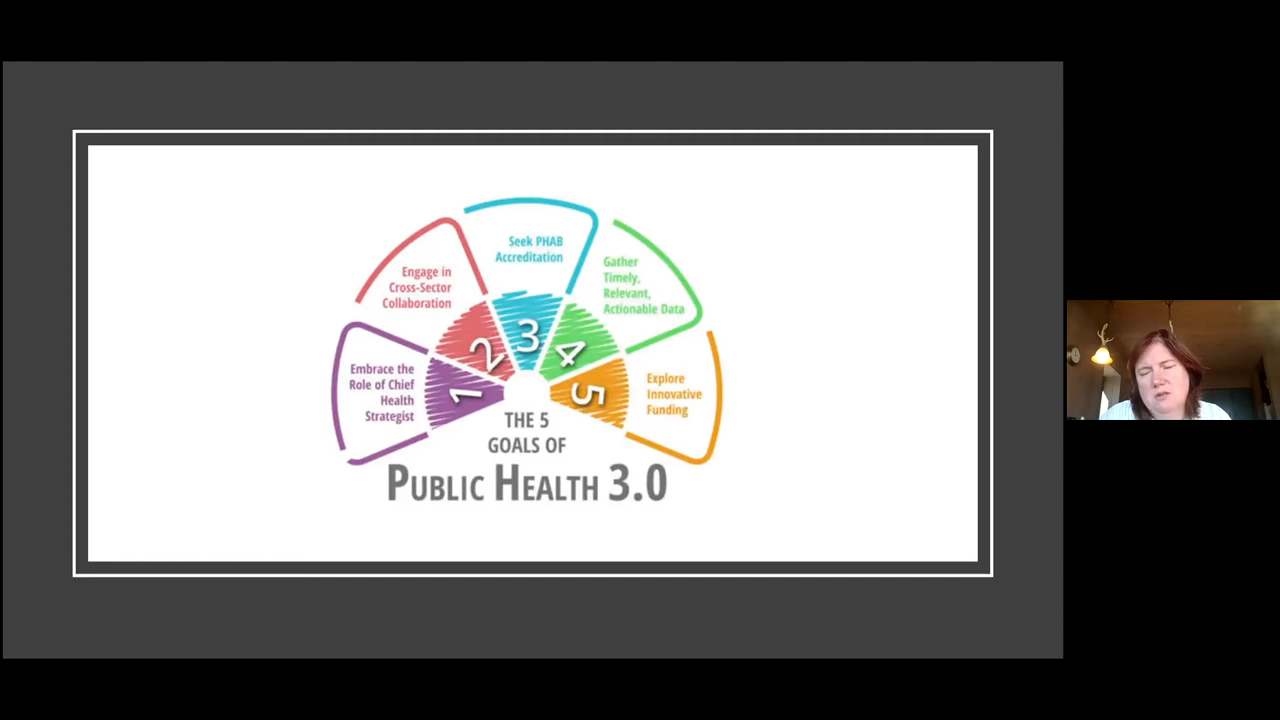 1
Embrace the
Role of Chief
Health
Strategist
2
Engage in
Cross-Sector
Collaboration
3
Seek PHAB
Accreditation
4
Gather
Timely,
Relevant,
Actionable Data
5
Explore
Innovative
Funding
THE 5
GOALS OF
PUBLIC HEALTH 3.0